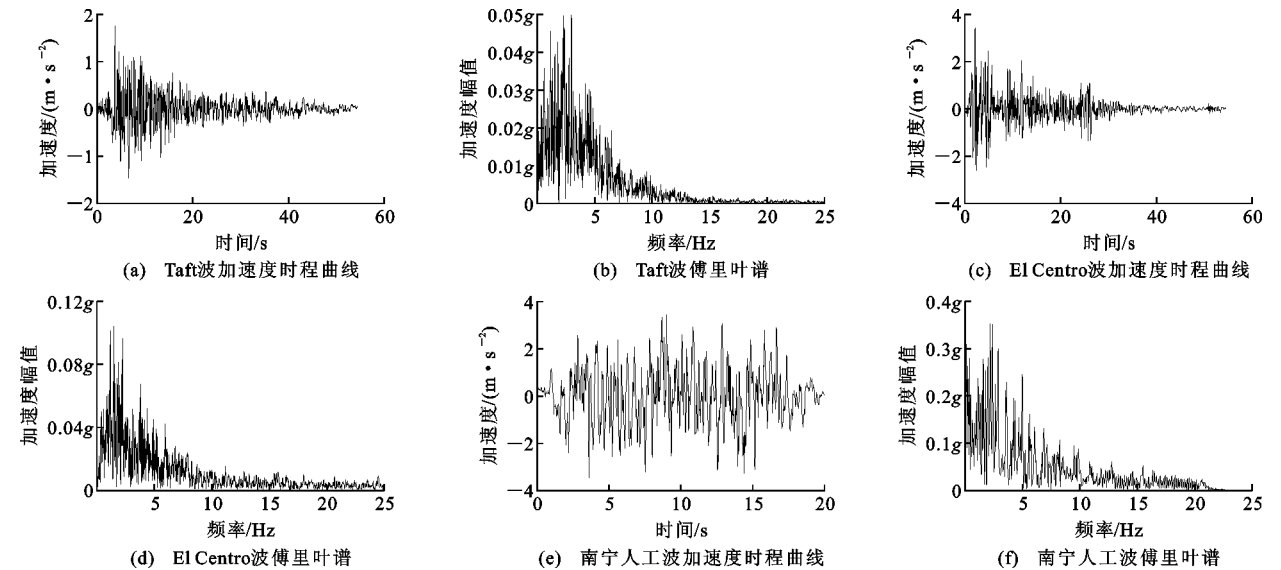 2
1
0
−1
−2
0
20
40
60
加速度/(m·s⁻²)
时间/s
(a) Taft波加速度时程曲线
0.05g
0.04g
0.03g
0.02g
0.01g
0
5
10
15
20
25
加速度幅值
频率/Hz
(b) Taft波傅里叶谱
4
2
0
−2
−4
0
20
40
60
加速度/(m·s⁻²)
时间/s
(c) El Centro波加速度时程曲线
0.12g
0.08g
0.04g
0
5
10
15
20
25
加速度幅值
频率/Hz
(d) El Centro波傅里叶谱
4
2
0
−2
−4
0
5
10
15
20
加速度/(m·s⁻²)
时间/s
(e) 南宁人工波加速度时程曲线
0.4g
0.3g
0.2g
0.1g
0
5
10
15
20
25
加速度幅值
频率/Hz
(f) 南宁人工波傅里叶谱